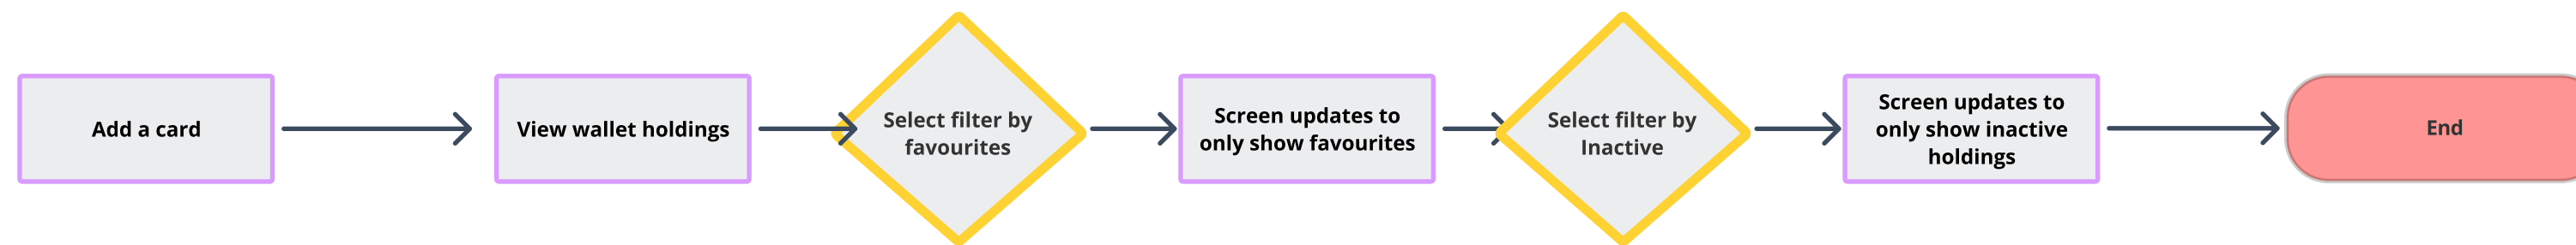 Add a card
View wallet holdings
Select filter by
favourites
Screen updates to
only show favourites
Select filter by
Inactive
Screen updates to
only show inactive
holdings
End